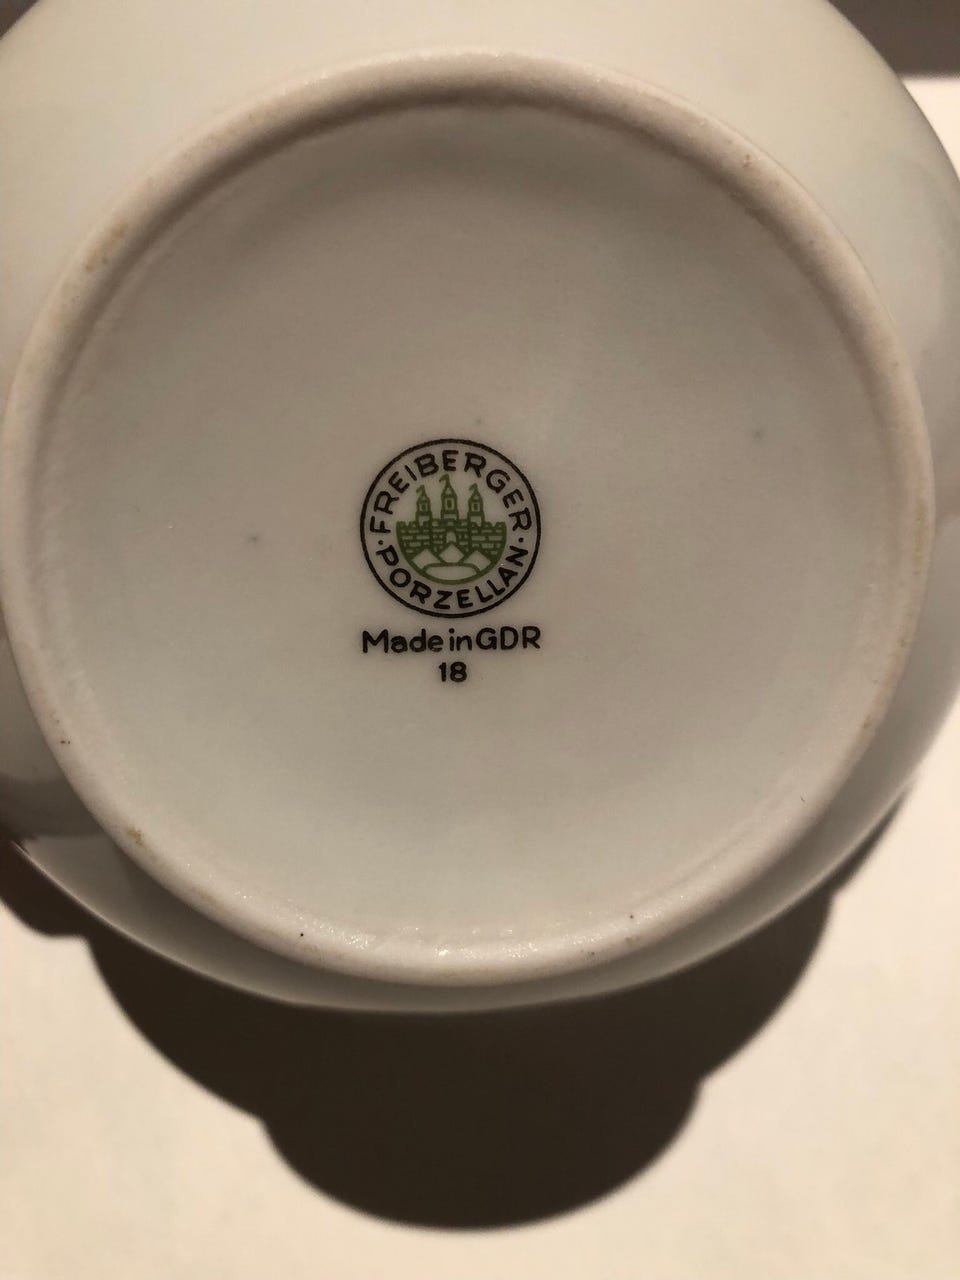 FREIBERGER
·PORZELLAN·
Made in GDR
18